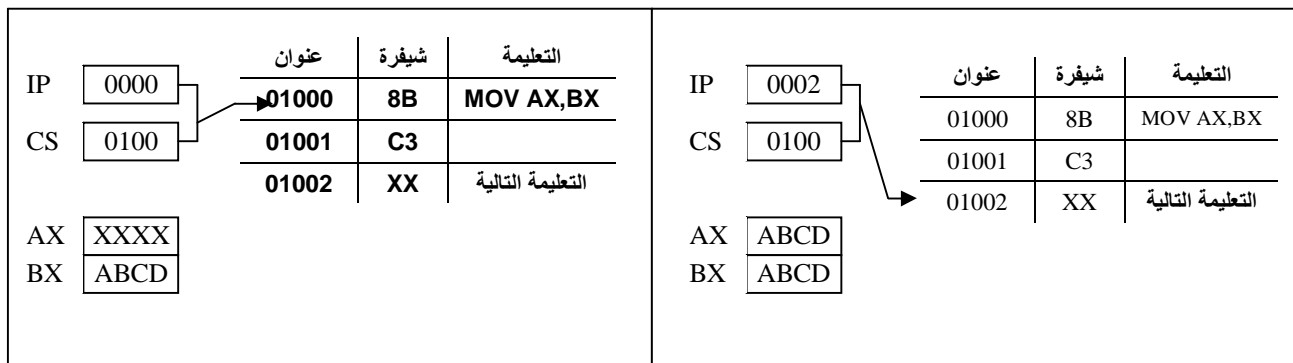 عنوان شيفرة التعليمة
IP 0000
01000 8B MOV AX,BX
CS 0100
01001 C3
01002 XX التعليمة التالية
AX XXXX
BX ABCD
عنوان شيفرة التعليمة
IP 0002
01000 8B MOV AX,BX
CS 0100
01001 C3
01002 XX التعليمة التالية
AX ABCD
BX ABCD